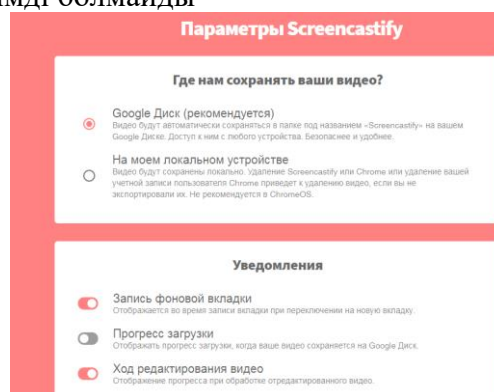 болмайды
Параметры Screencastify
Где нам сохранять ваши видео?
Google Диск (рекомендуется)
Видео будут автоматически сохраняться в папке под названием «Screencastify» на вашем
Google Диске. Доступ к ним с любого устройства. Безопаснее и удобнее.
На моем локальном устройстве
Видео будут сохранены локально. Удаление Screencastify или Chrome или удаление вашей
учетной записи пользователя Chrome приведет к удалению видео, если вы не
экспортировали их. Не рекомендуется в ChromeOS.
Уведомления
Запись фоновой вкладки
Отображается во время записи вкладки при переключении на новую вкладку.
Прогресс загрузки
Отображать прогресс загрузки, когда ваше видео сохраняется на Google Диск.
Ход редактирования видео
Отображение прогресса при обработке отредактированного видео.